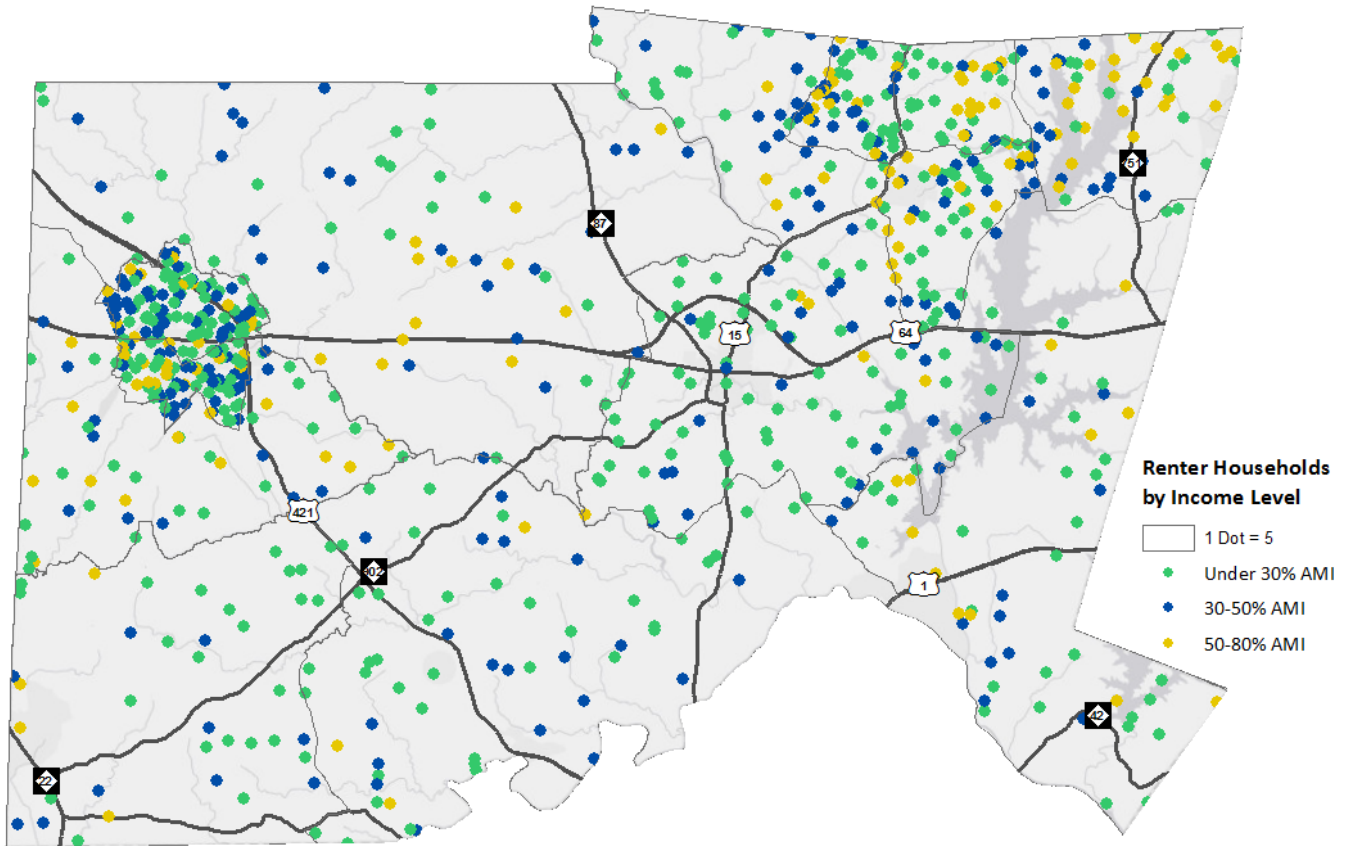 87
751
15
64
421
902
1
42
22
Renter Households
by Income Level
1 Dot = 5
Under 30% AMI
30-50% AMI
50-80% AMI